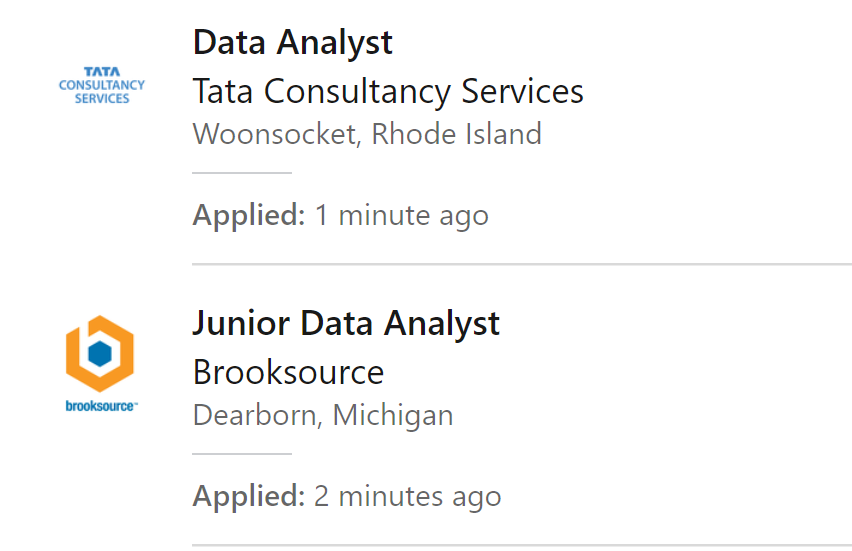 TATA
CONSULTANCY
SERVICES
Data Analyst
Tata Consultancy Services
Woonsocket, Rhode Island
Applied: 1 minute ago
brooksource™
Junior Data Analyst
Brooksource
Dearborn, Michigan
Applied: 2 minutes ago